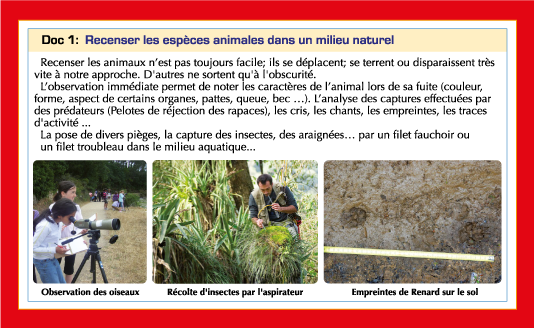 Doc 1: Recenser les espèces animales dans un milieu naturel
Recenser les animaux n'est pas toujours facile; ils se déplacent; se terrent ou disparaissent très
vite à notre approche. D'autres ne sortent qu'à l'obscurité.
L'observation immédiate permet de noter les caractères de l'animal lors de sa fuite (couleur,
forme, aspect de certains organes, pattes, queue, bec ...). L'analyse des captures effectuées par
des prédateurs (Pelotes de réjection des rapaces), les cris, les chants, les empreintes, les traces
d'activité ...
La pose de divers pièges, la capture des insectes, des araignées... par un filet fauchoir ou
un filet troubleau dans le milieu aquatique...
Observation des oiseaux
Récolte d'insectes par l'aspirateur
Empreintes de Renard sur le sol